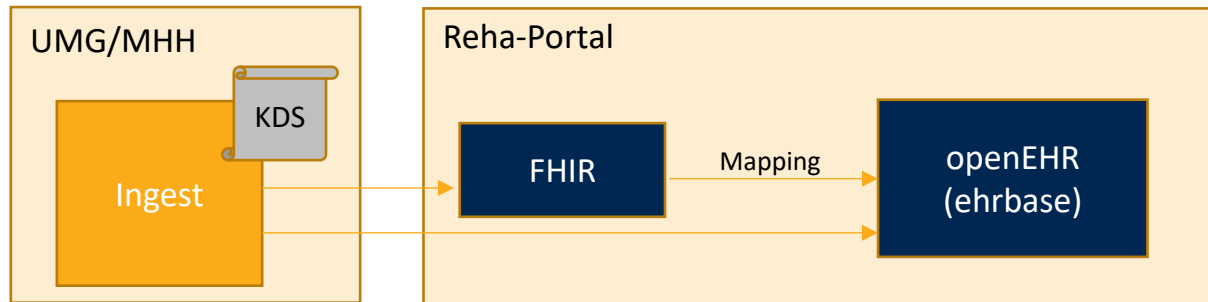 UMG/MHH
Reha-Portal
KDS
Ingest
FHIR
Mapping
openEHR
(ehrbase)